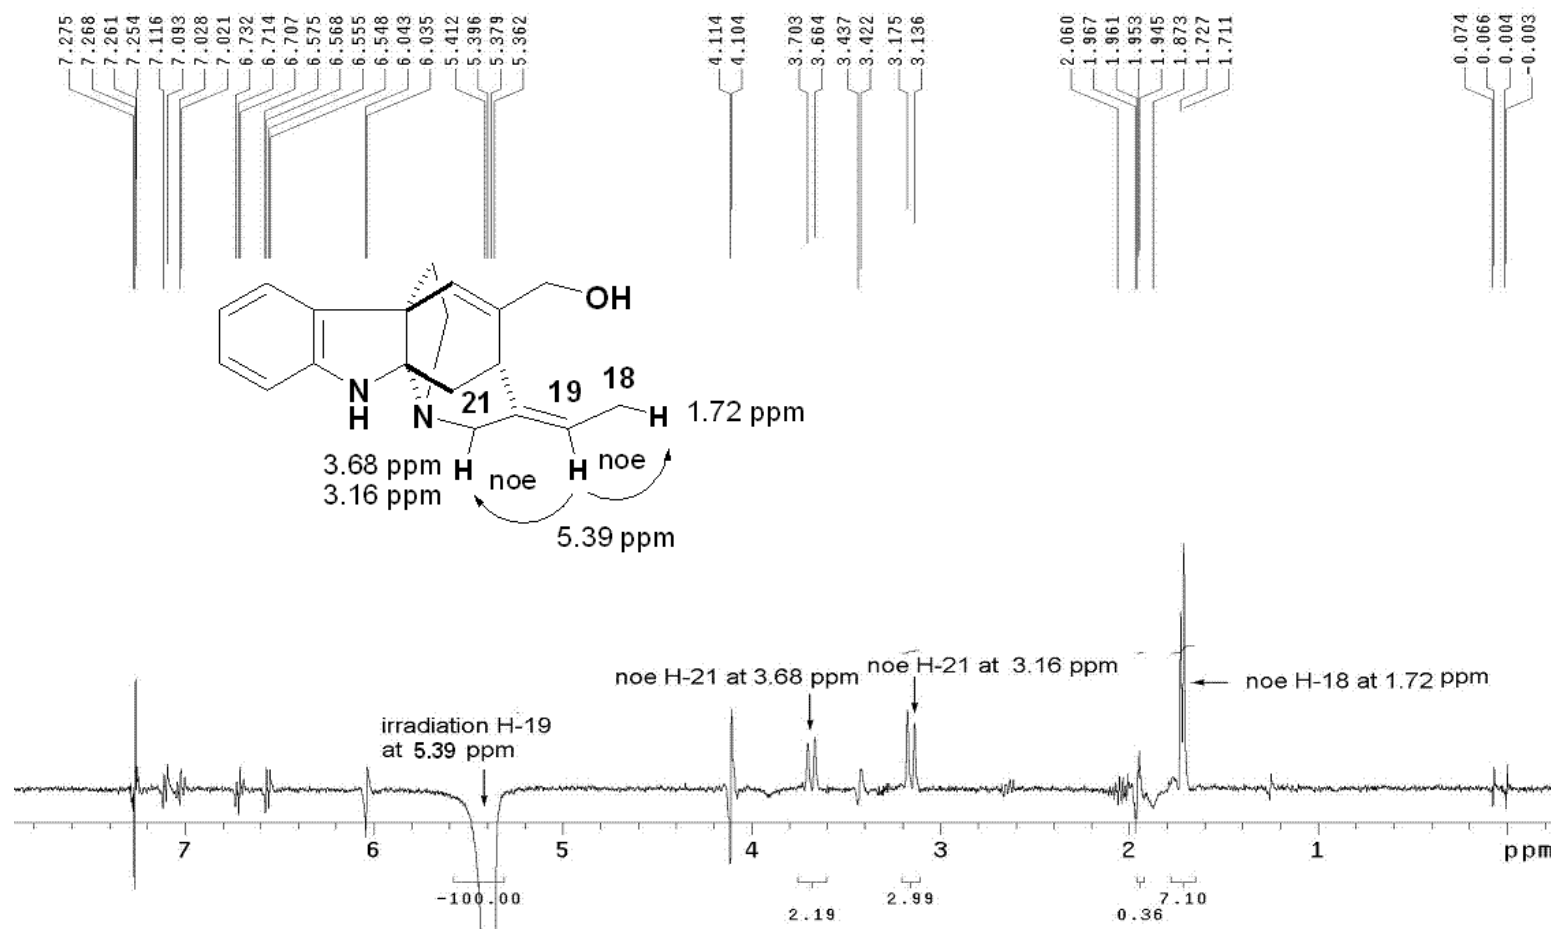 7.275 7.268 7.261 7.254 7.116 7.093 7.028 7.021 6.732 6.714 6.707 6.575 6.568 6.555 6.548 6.043 6.035 5.412 5.396 5.379 5.362 4.114 4.104 3.703 3.664 3.437 3.422 3.175 3.136 2.060 1.967 1.961 1.953 1.945 1.873 1.727 1.711 0.074 0.066 0.004 -0.003
OH
N
H
N
21
19
18
H 1.72 ppm
3.68 ppm
3.16 ppm
H
noe
H
noe
5.39 ppm
noe H-21 at 3.68 ppm
noe H-21 at 3.16 ppm
noe H-18 at 1.72 ppm
irradiation H-19
at 5.39 ppm
7 6 5 4 3 2 1 ppm
-100.00 2.19 2.99 0.36 7.10